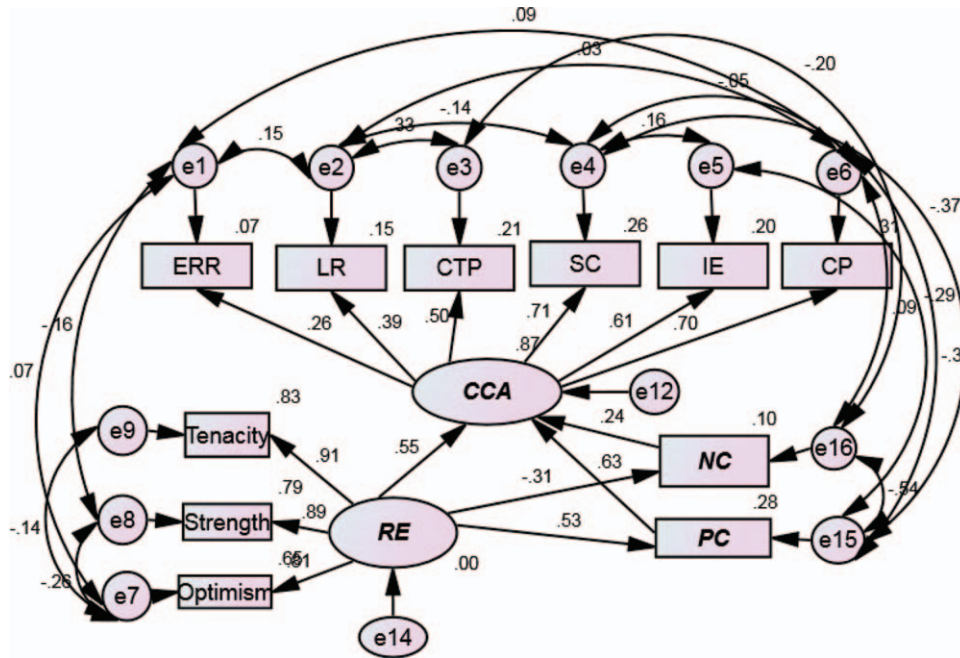 .09
.03
-.20
-.05
-.14
.15
.33
.16
e1
e2
e3
e4
e5
e6
-.37
.07
.15
.21
.26
.20
.31
ERR
LR
CTP
SC
IE
CP
-.29
.09
-.16
.26
.39
.50
.71
.61
.70
-.3
.87
.07
CCA
e12
.83
e9
Tenacity
.24
.10
.55
NC
e16
.91
.63
-.31
.79
-.54
e8
Strength
.89
.28
-.14
RE
.53
PC
e15
.00
-.26
e7
Optimism
.81
e14